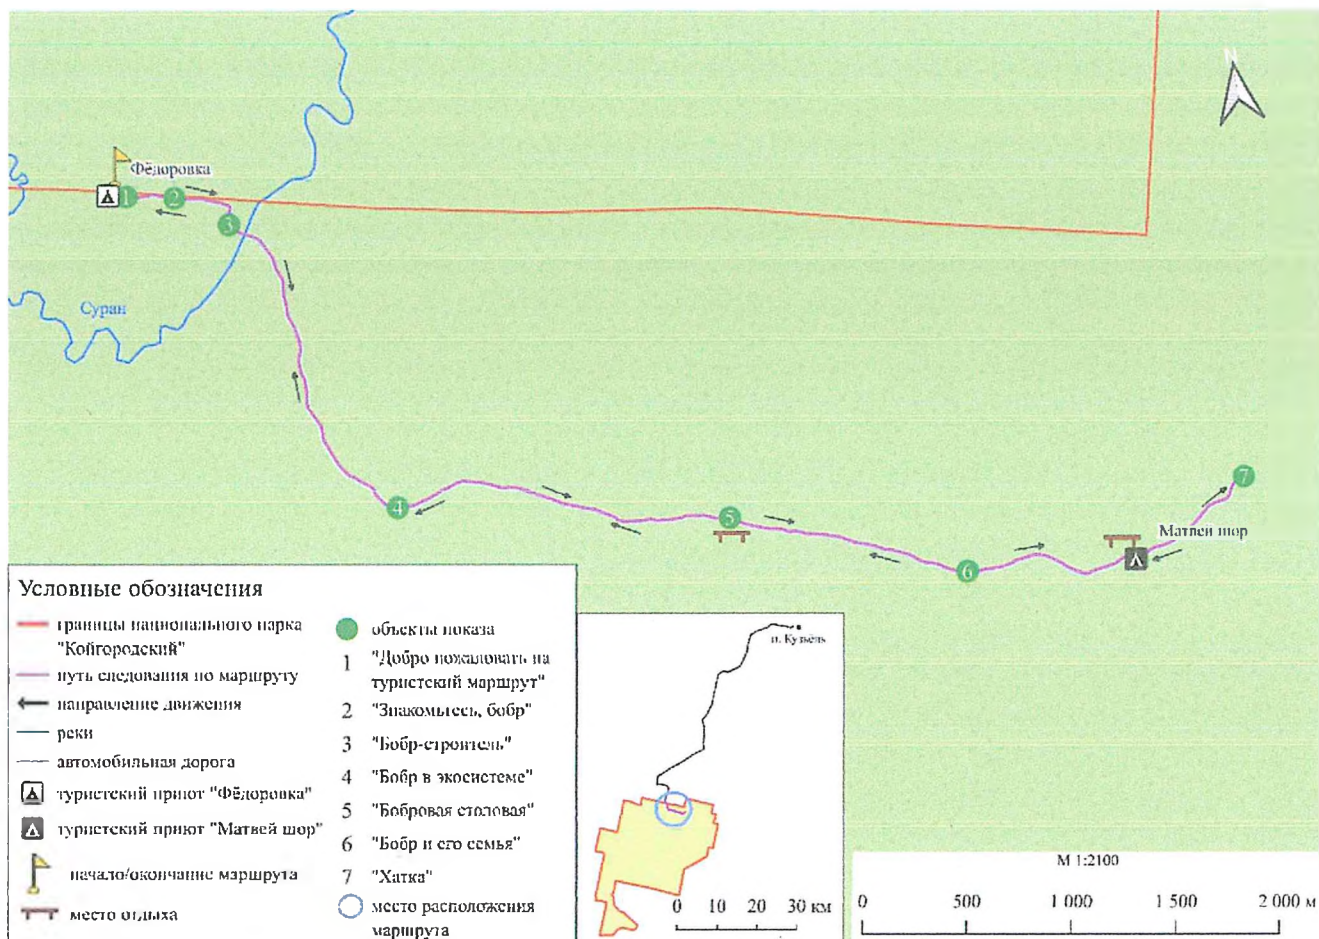 N
Фёдоровка
1
2
3
Суран
4
5
6
7
Матвей шор
Условные обозначения
границы национального парка
"Койгородский"
путь следования по маршруту
направление движения
реки
автомобильная дорога
туристский приют "Фёдоровка"
туристский приют "Матвей шор"
начало/окончание маршрута
место отдыха
объекты показа
1 "Добро пожаловать на
туристский маршрут"
2 "Знакомьтесь, бобр"
3 "Бобр-строитель"
4 "Бобр в экосистеме"
5 "Бобровая столовая"
6 "Бобр и его семья"
7 "Хатка"
место расположения
маршрута
п. Кузьёль
0 10 20 30 км
М 1:2100
0 500 1 000 1 500 2 000 м